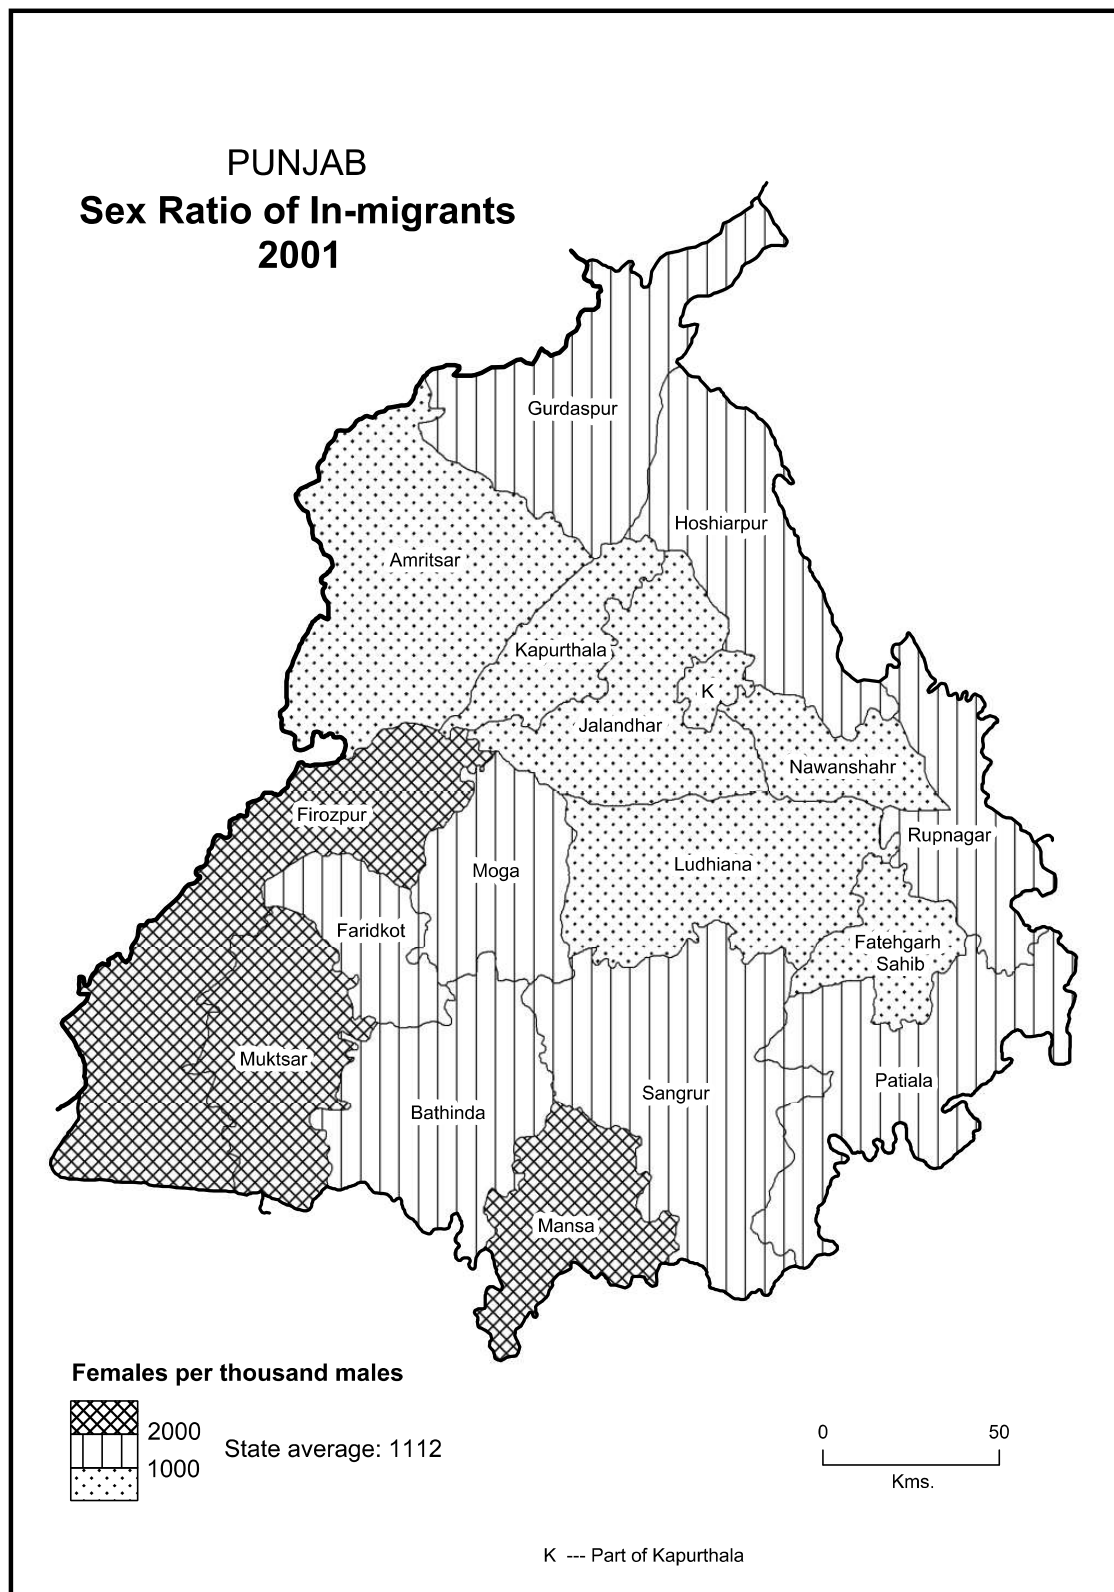 PUNJAB
Sex Ratio of In-migrants
2001
Gurdaspur
Hoshiarpur
Amritsar
Kapurthala
K
Jalandhar
Nawanshahr
Firozpur
Rupnagar
Ludhiana
Moga
Faridkot
Fatehgarh
Sahib
Muktsar
Patiala
Sangrur
Bathinda
Mansa
Females per thousand males
2000
State average: 1112
1000
0 50
Kms.
K --- Part of Kapurthala